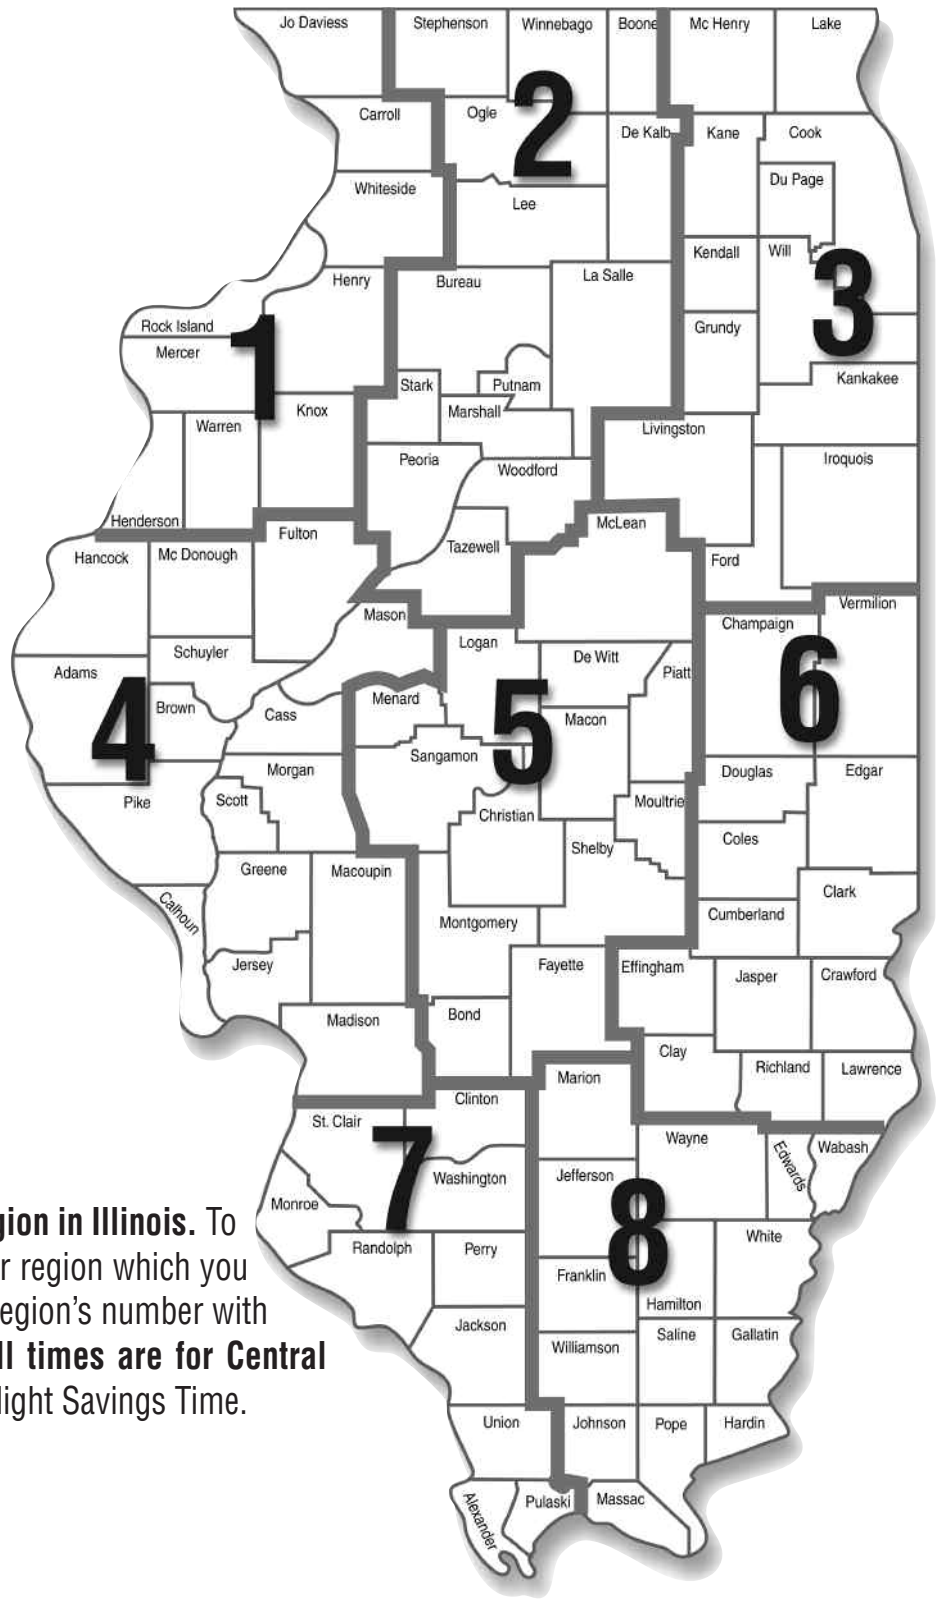 Jo Daviess
Stephenson
Winnebago
Boone
Mc Henry
Lake
2
Carroll
Ogle
De Kalb
Kane
Cook
Whiteside
Lee
Du Page
Henry
Bureau
La Salle
Kendall
Will
3
Rock Island
Mercer
1
Grundy
Stark
Putnam
Kankakee
Warren
Knox
Marshall
Livingston
Peoria
Woodford
Iroquois
Henderson
Fulton
McLean
Hancock
Mc Donough
Tazewell
Ford
Mason
Vermilion
Champaign
Logan
Schuyler
De Witt
6
Adams
Piatt
4
Brown
Cass
Menard
5
Macon
Sangamon
Morgan
Douglas
Edgar
Pike
Scott
Christian
Moultrie
Coles
Shelby
Greene
Macoupin
Clark
Calhoun
Montgomery
Cumberland
Jersey
Fayette
Effingham
Jasper
Crawford
Madison
Bond
Clay
Marion
Richland
Lawrence
St. Clair
Clinton
7
Wayne
Edwards
Wabash
Washington
Jefferson
Monroe
8
gion in Illinois. To
Randolph
Perry
White
r region which you
Franklin
egion's number with
Hamilton
Jackson
Saline
Gallatin
ll times are for Central
Williamson
light Savings Time.
Union
Johnson
Pope
Hardin
Alexander
Pulaski
Massac